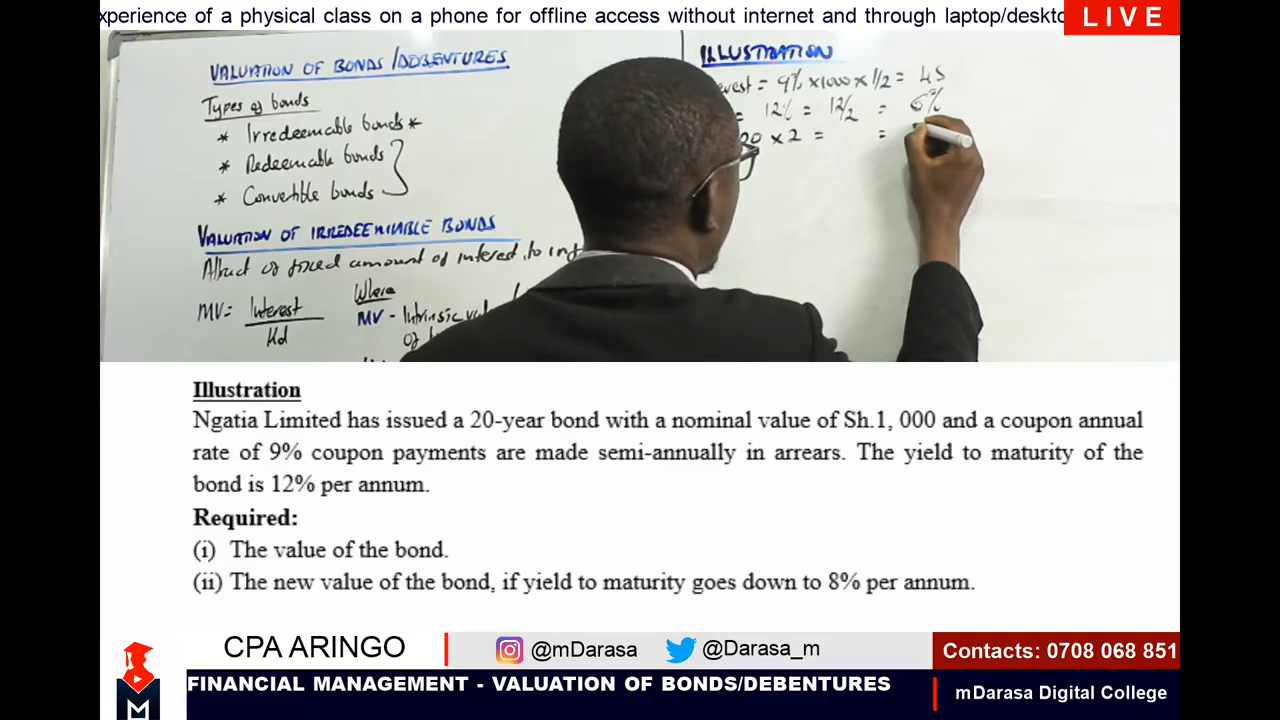 xperience of a physical class on a phone for offline access without internet and through laptop/deskto
LIVE
VALUATION OF BONDS/DEBENTURES
Types of bonds
* Irredeemable bonds *
* Redeemable bonds
* Convertible bonds
VALUATION OF IRREDEEMABLE BONDS
of fixed amount of interest to inf
MV = Interest
Kd
Where
MV - Intrinsic
of
ILLUSTRATION
erest = 9% x 1000 x 1/2 = 45
= 12% = 12/2 = 6%
20 x 2 = =
Illustration
Ngatia Limited has issued a 20-year bond with a nominal value of Sh.1, 000 and a coupon annual
rate of 9% coupon payments are made semi-annually in arrears. The yield to maturity of the
bond is 12% per annum.
Required:
(i) The value of the bond.
(ii) The new value of the bond, if yield to maturity goes down to 8% per annum.
CPA ARINGO
@mDarasa
@Darasa_m
Contacts: 0708 068 851
FINANCIAL MANAGEMENT - VALUATION OF BONDS/DEBENTURES
mDarasa Digital College